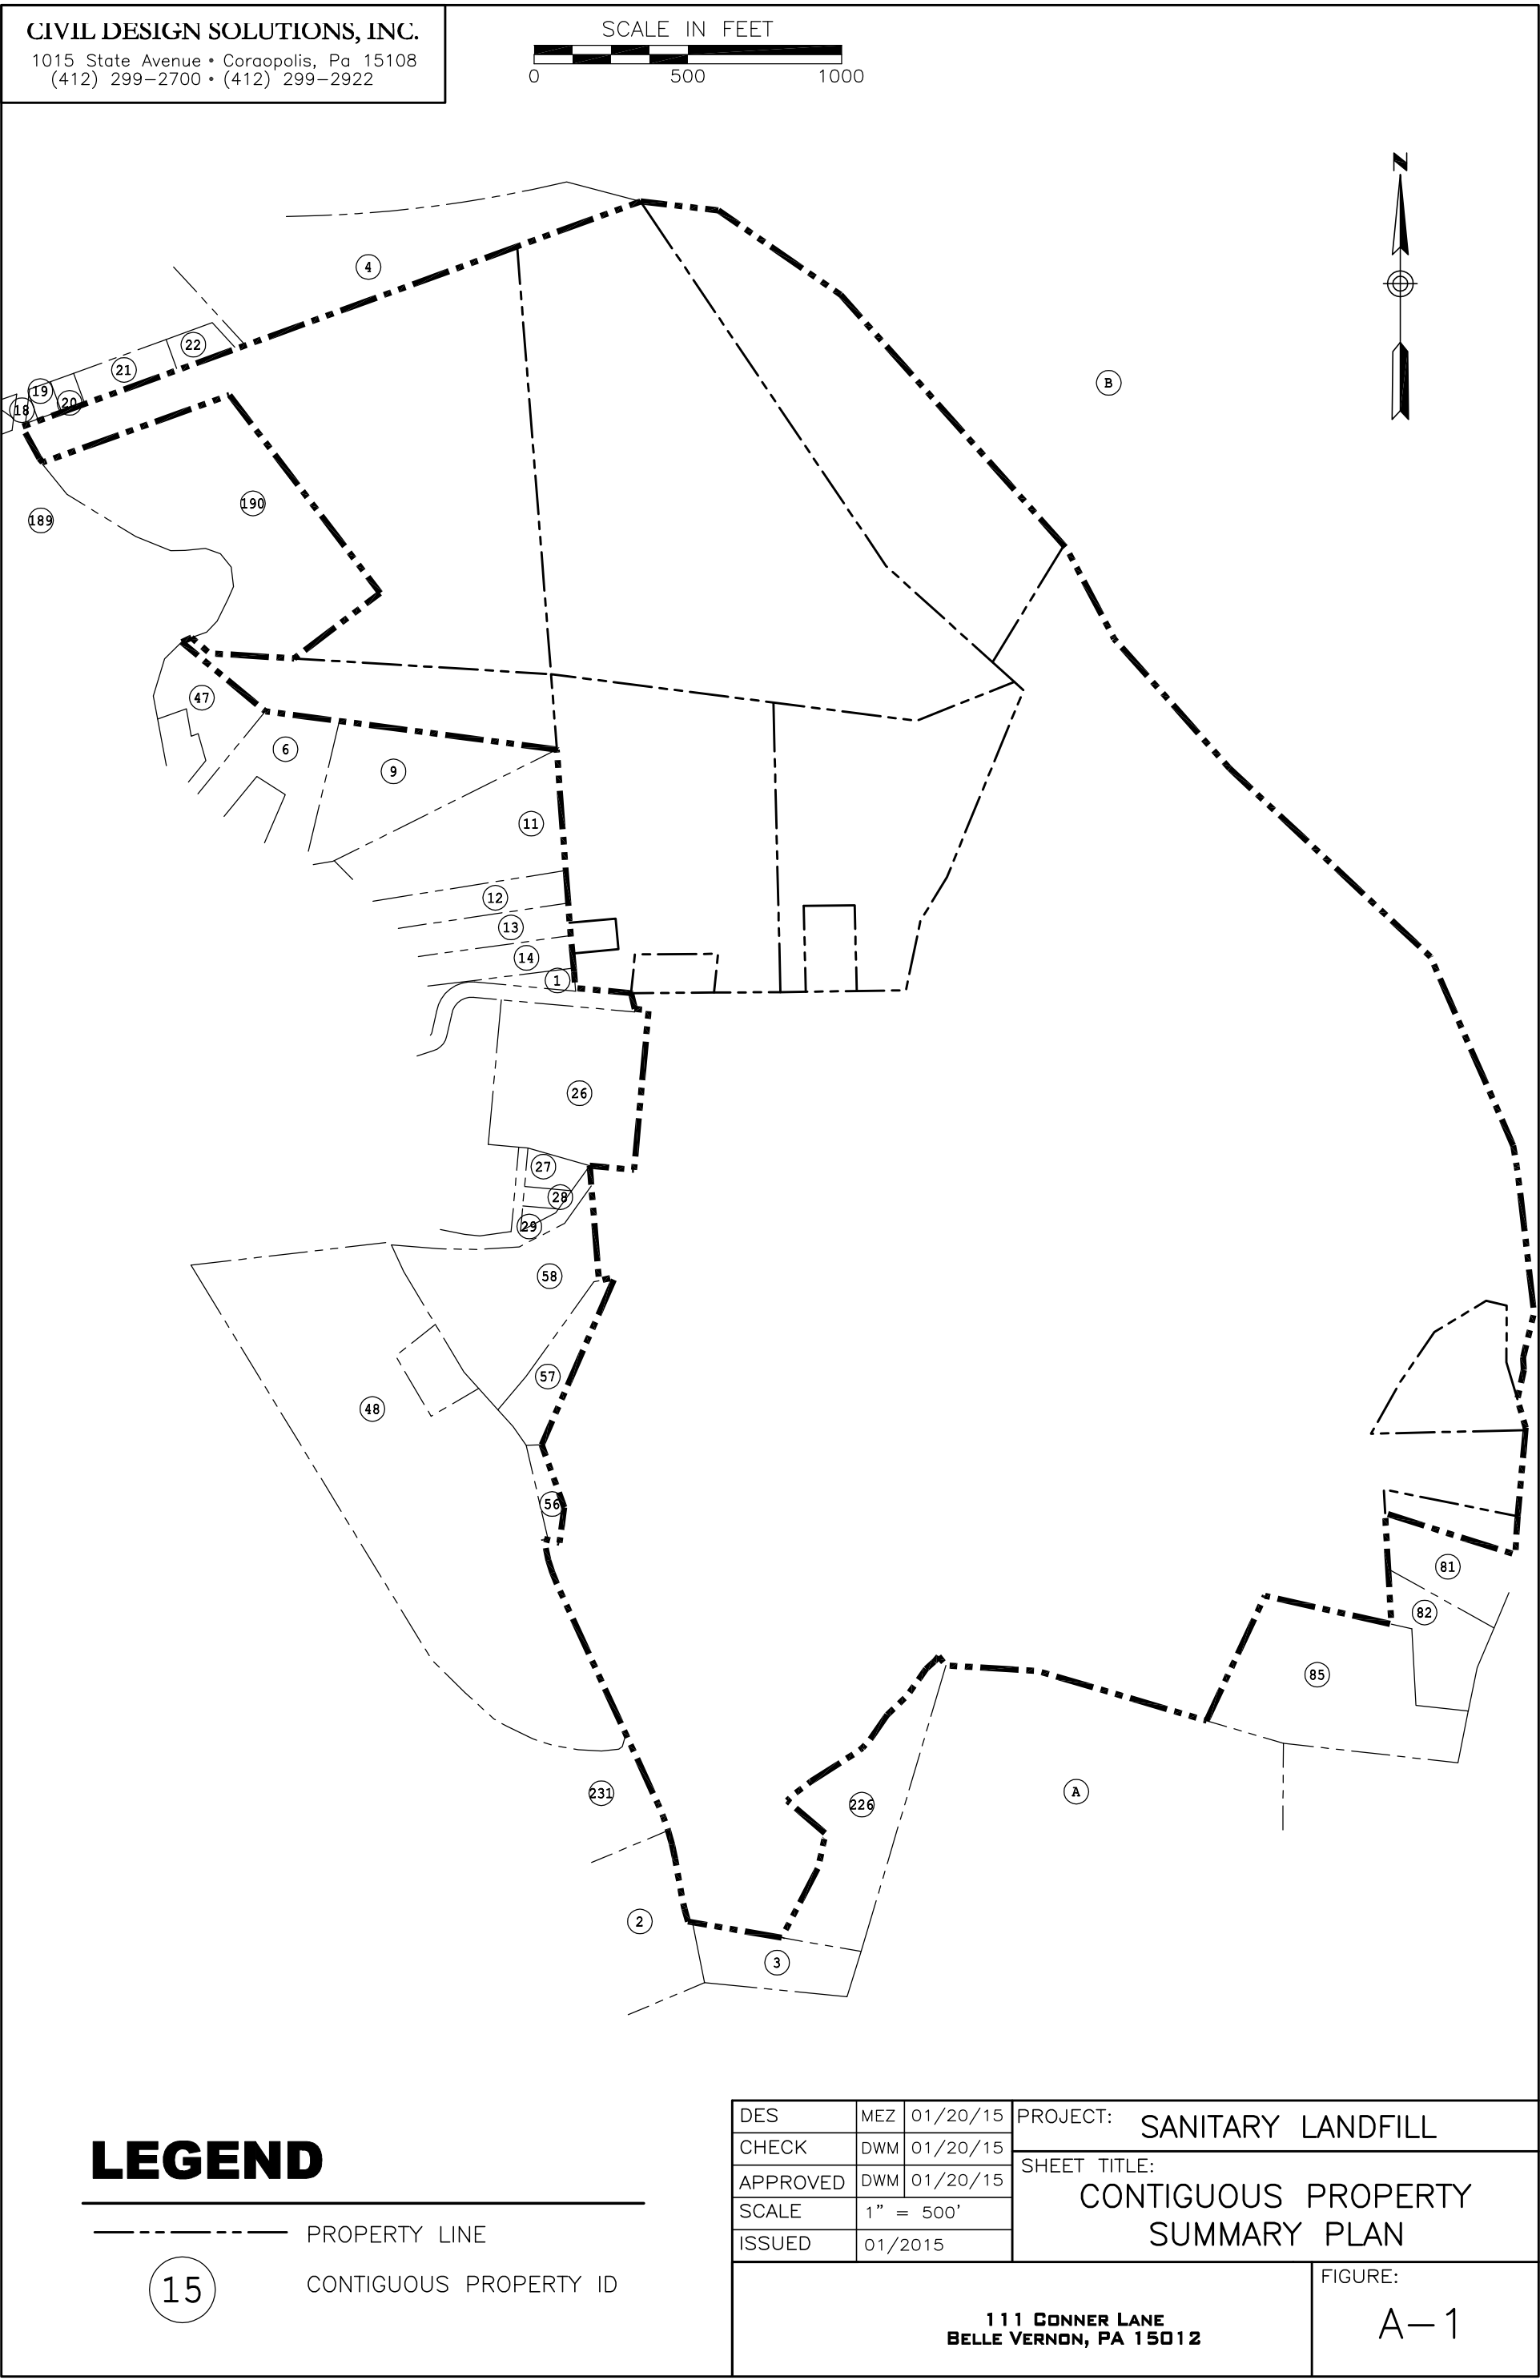 CIVIL DESIGN SOLUTIONS, INC.
1015 State Avenue • Coraopolis, Pa 15108
(412) 299-2700 • (412) 299-2922
SCALE IN FEET
0 500 1000
N
4
B
22
21
19
20
18
190
189
47
6
9
11
12
13
14
1
26
27
28
29
58
57
48
56
81
82
85
231
226
A
2
3
LEGEND
PROPERTY LINE
15 CONTIGUOUS PROPERTY ID
DES MEZ 01/20/15
CHECK DWM 01/20/15
APPROVED DWM 01/20/15
SCALE 1" = 500'
ISSUED 01/2015
PROJECT: SANITARY LANDFILL
SHEET TITLE:
CONTIGUOUS PROPERTY
SUMMARY PLAN
111 CONNER LANE
BELLE VERNON, PA 15012
FIGURE:
A-1